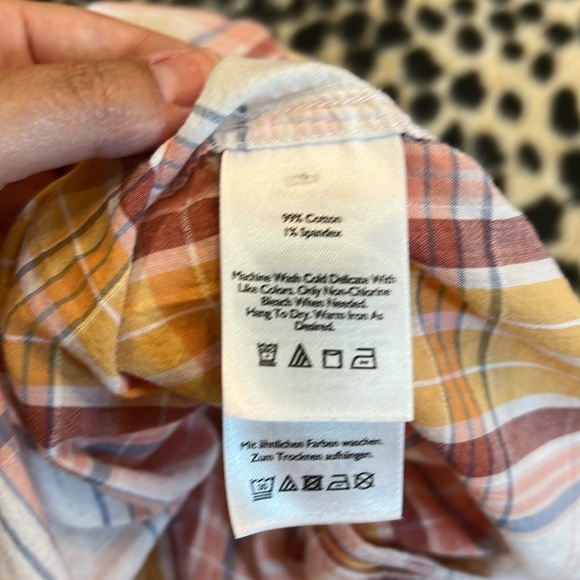 99% Cotton
1% Spandex
Machine Wash Cold Delicate With
Like Colors. Only Non-Chlorine
Bleach When Needed.
Hang To Dry. Warm Iron As
Desired.
Mit ähnlichen Farben waschen.
Zum Trocknen aufhängen.